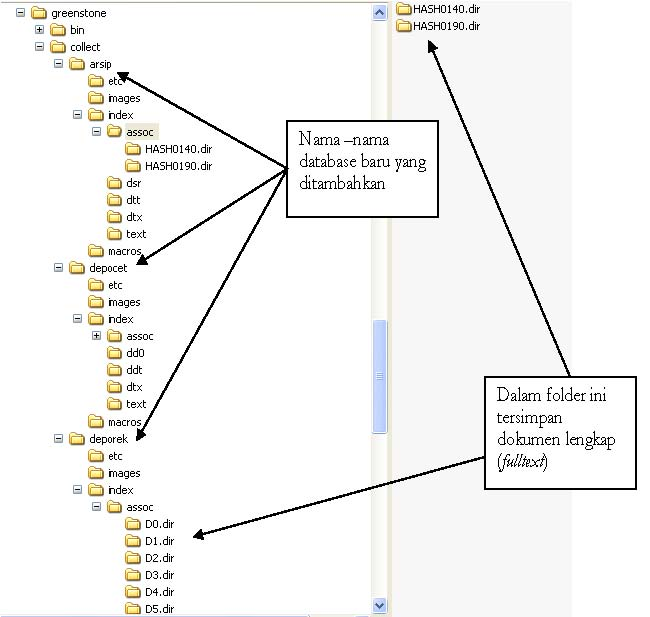 greenstone
bin
collect
arsip
etc
images
index
assoc
HASH0140.dir
HASH0190.dir
dsr
dtt
dtx
text
macros
depocet
etc
images
index
assoc
dd0
ddt
dtx
text
macros
deporek
etc
images
index
assoc
D0.dir
D1.dir
D2.dir
D3.dir
D4.dir
D5.dir
HASH0140.dir
HASH0190.dir
Nama –nama
database baru yang
ditambahkan
Dalam folder ini
tersimpan
dokumen lengkap
(fulltext)